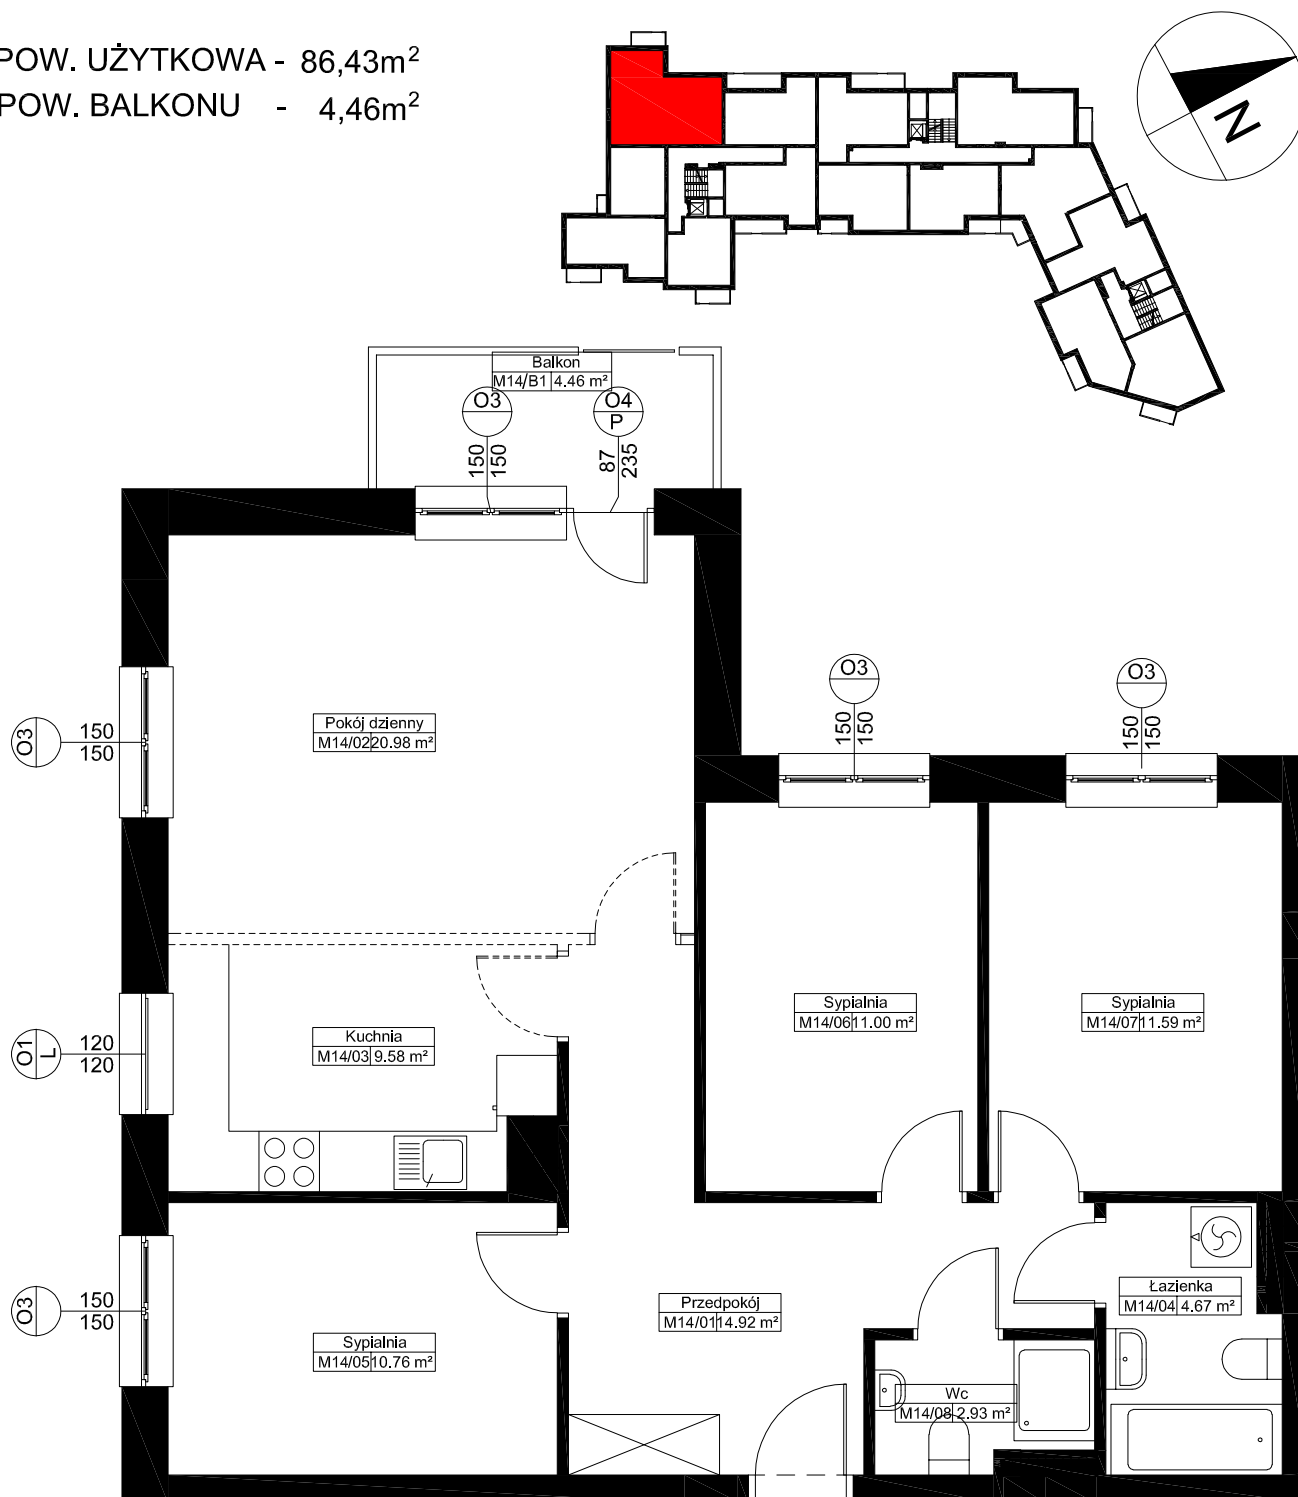 POW. UŻYTKOWA - 86,43m²
POW. BALKONU - 4,46m²
N
Balkon
M14/B1 4.46 m²
O3
150
150
O4
P
87
235
O3
150
150
Pokój dzienny
M14/02 20.98 m²
O3
150
150
O3
150
150
O1
L
120
120
Kuchnia
M14/03 9.58 m²
Sypialnia
M14/06 11.00 m²
Sypialnia
M14/07 11.59 m²
O3
150
150
Sypialnia
M14/05 10.76 m²
Przedpokój
M14/01 14.92 m²
Łazienka
M14/04 4.67 m²
Wc
M14/08 2.93 m²